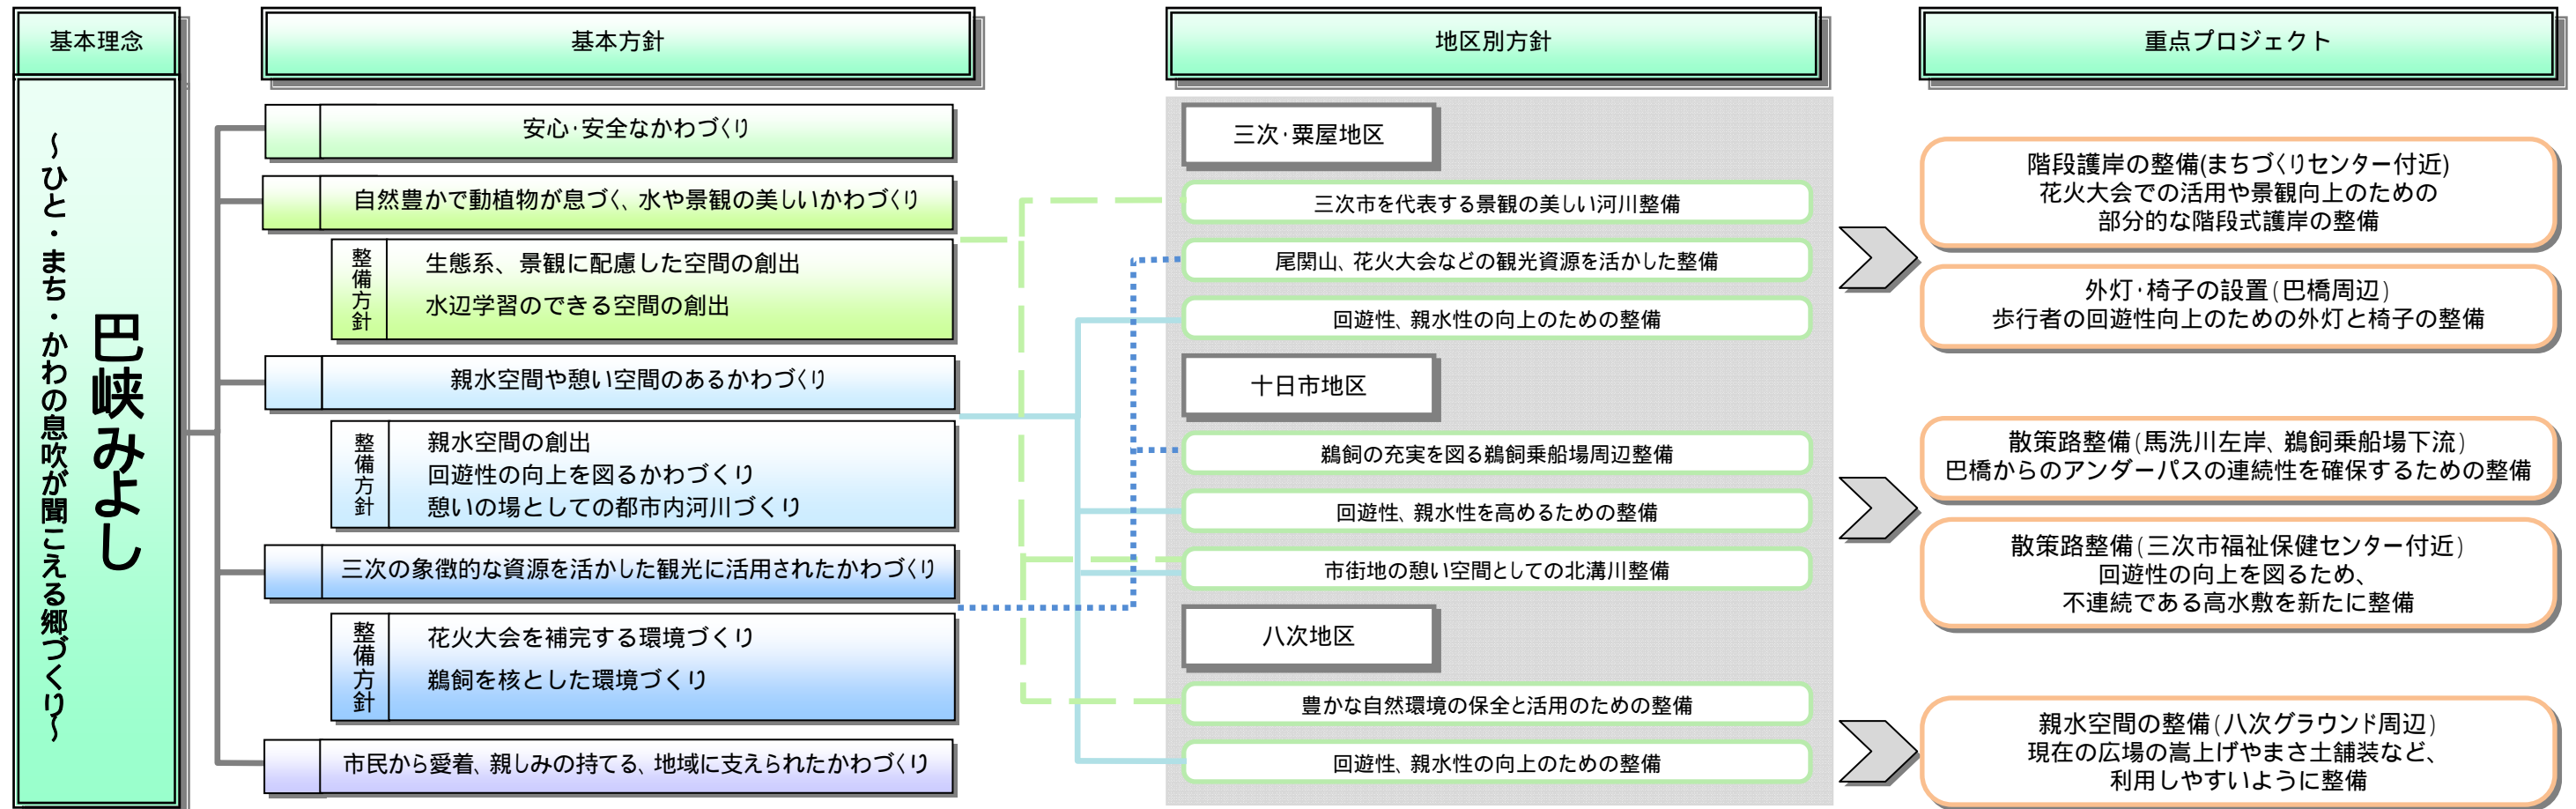 基本理念
巴峡みよし
～ひと・まち・かわの息吹が聞こえる郷づくり～
基本方針
安心・安全なかわづくり
自然豊かで動植物が息づく、水や景観の美しいかわづくり
整備方針
生態系、景観に配慮した空間の創出
水辺学習のできる空間の創出
親水空間や憩い空間のあるかわづくり
整備方針
親水空間の創出
回遊性の向上を図るかわづくり
憩いの場としての都市内河川づくり
三次の象徴的な資源を活かした観光に活用されたかわづくり
整備方針
花火大会を補完する環境づくり
鵜飼を核とした環境づくり
市民から愛着、親しみの持てる、地域に支えられたかわづくり
地区別方針
三次・粟屋地区
三次市を代表する景観の美しい河川整備
尾関山、花火大会などの観光資源を活かした整備
回遊性、親水性の向上のための整備
十日市地区
鵜飼の充実を図る鵜飼乗船場周辺整備
回遊性、親水性を高めるための整備
市街地の憩い空間としての北溝川整備
八次地区
豊かな自然環境の保全と活用のための整備
回遊性、親水性の向上のための整備
重点プロジェクト
階段護岸の整備(まちづくりセンター付近)
花火大会での活用や景観向上のための
部分的な階段式護岸の整備
外灯・椅子の設置(巴橋周辺)
歩行者の回遊性向上のための外灯と椅子の整備
散策路整備(馬洗川左岸、鵜飼乗船場下流)
巴橋からのアンダーパスの連続性を確保するための整備
散策路整備(三次市福祉保健センター付近)
回遊性の向上を図るため、
不連続である高水敷を新たに整備
親水空間の整備(八次グラウンド周辺)
現在の広場の嵩上げやまさ土舗装など、
利用しやすいように整備